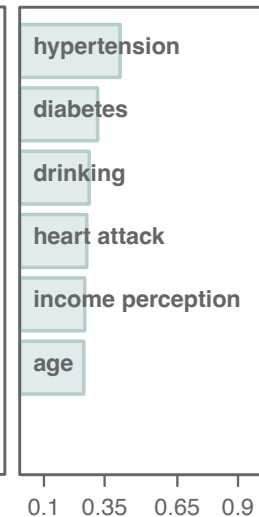 hypertension
diabetes
drinking
heart attack
income perception
age
0.1 0.35 0.65 0.9